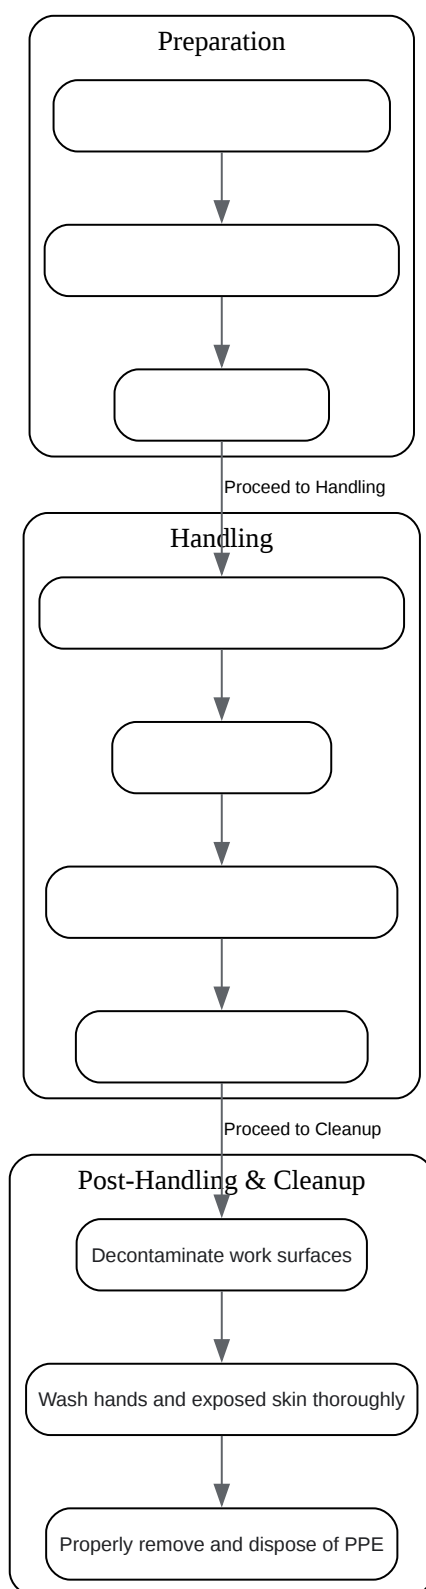 Preparation
Proceed to Handling
Handling
Proceed to Cleanup
Post-Handling & Cleanup
Decontaminate work surfaces
Wash hands and exposed skin thoroughly
Properly remove and dispose of PPE